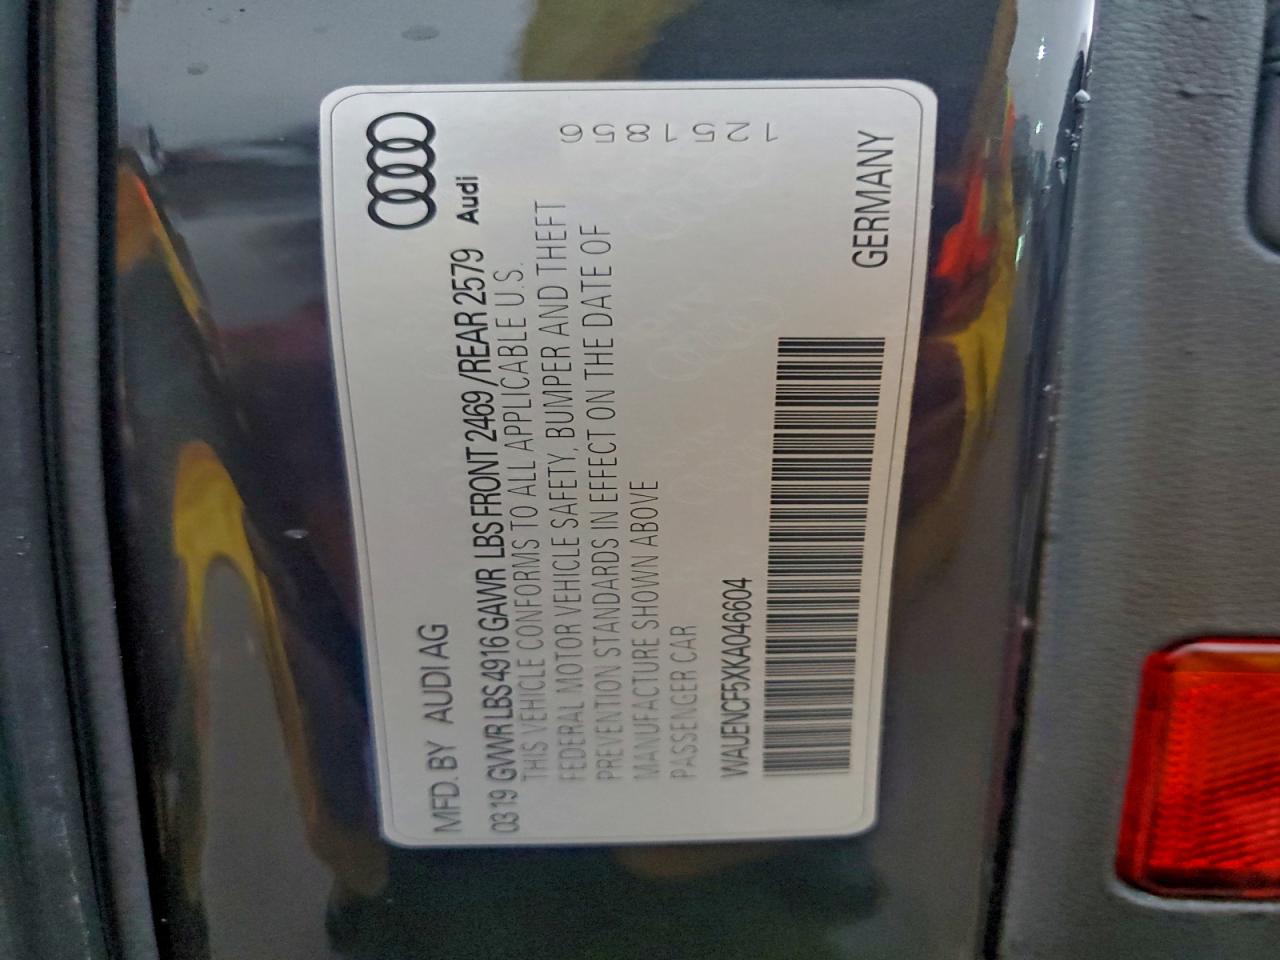 MFD. BY AUDI AG
03 19 GVWR LBS 4916 GAWR LBS FRONT 2469 /REAR 2579 Audi
THIS VEHICLE CONFORMS TO ALL APPLICABLE U.S.
FEDERAL MOTOR VEHICLE SAFETY, BUMPER AND THEFT
PREVENTION STANDARDS IN EFFECT ON THE DATE OF
MANUFACTURE SHOWN ABOVE
PASSENGER CAR
WAUENCF5XKA046604
GERMANY
1251856